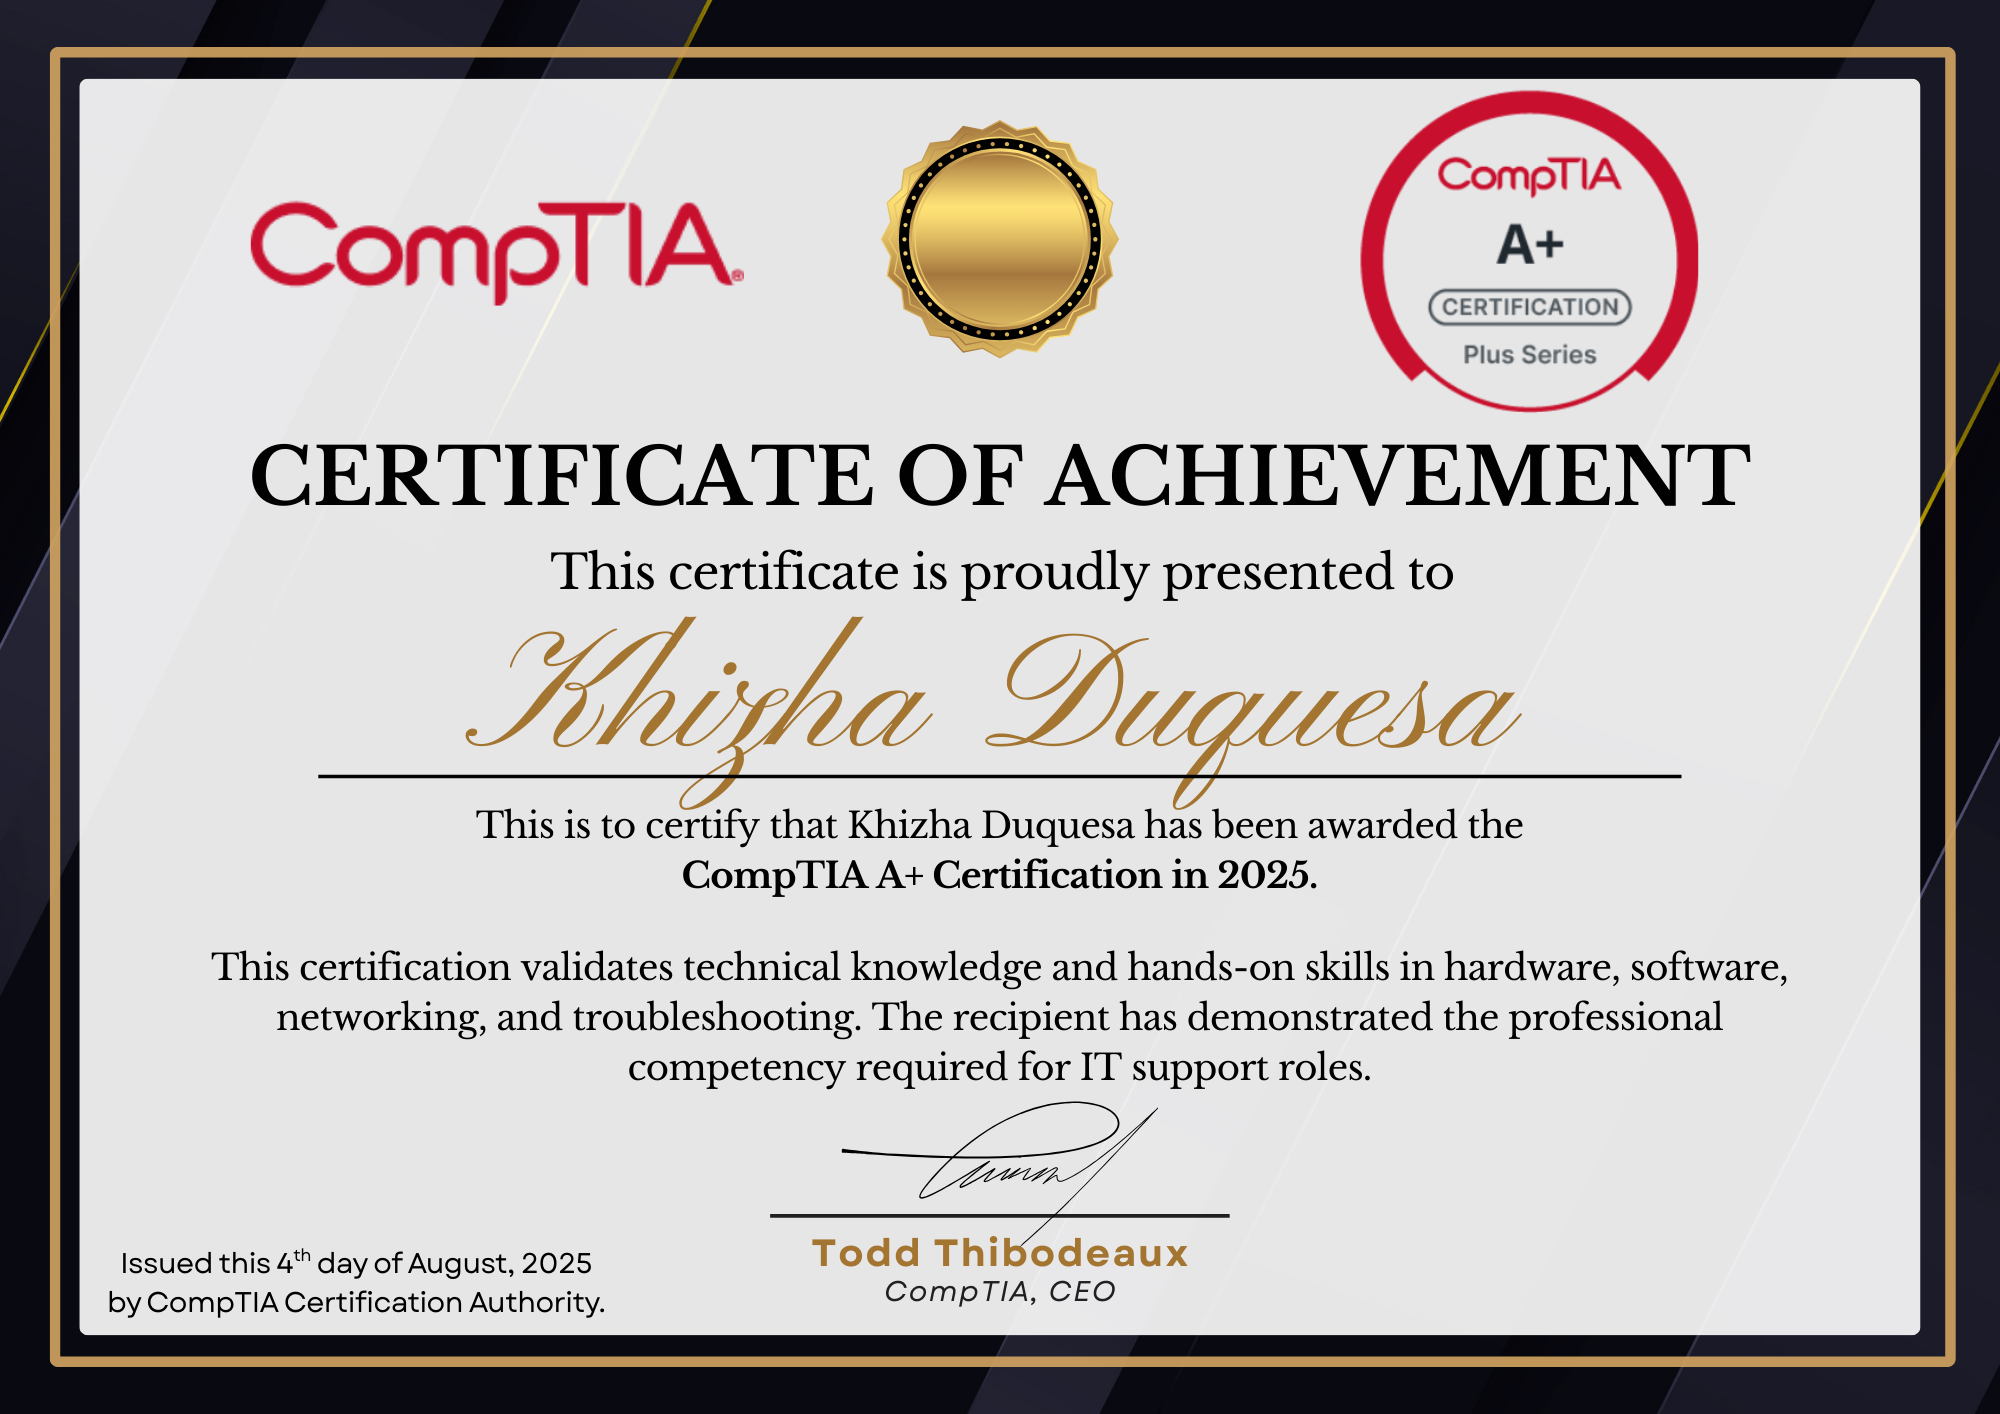 CompTIA®
CompTIA
A+
CERTIFICATION
Plus Series
CERTIFICATE OF ACHIEVEMENT
This certificate is proudly presented to
Khizha Duquesa
This is to certify that Khizha Duquesa has been awarded the
CompTIA A+ Certification in 2025.
This certification validates technical knowledge and hands-on skills in hardware, software,
networking, and troubleshooting. The recipient has demonstrated the professional
competency required for IT support roles.
Todd Thibodeaux
CompTIA, CEO
Issued this 4th day of August, 2025
by CompTIA Certification Authority.